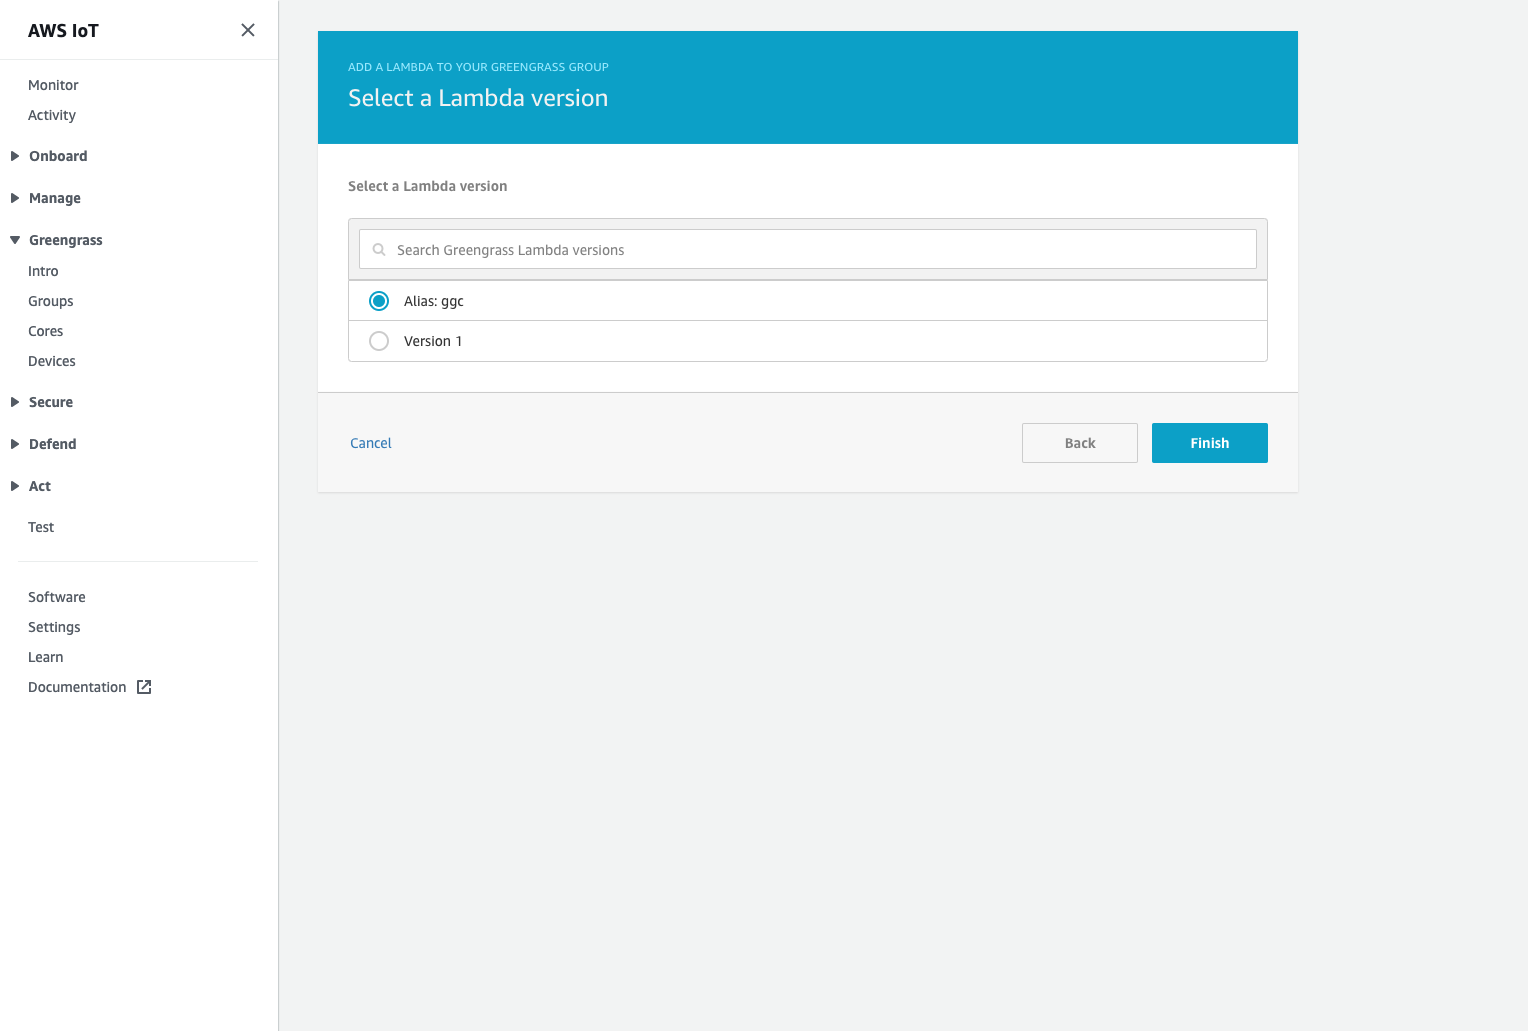 AWS IoT
Monitor
Activity
Onboard
Manage
Greengrass
Intro
Groups
Cores
Devices
Secure
Defend
Act
Test
Software
Settings
Learn
Documentation
ADD A LAMBDA TO YOUR GREENGRASS GROUP
Select a Lambda version
Select a Lambda version
Search Greengrass Lambda versions
Alias: ggc
Version 1
Cancel
Back
Finish